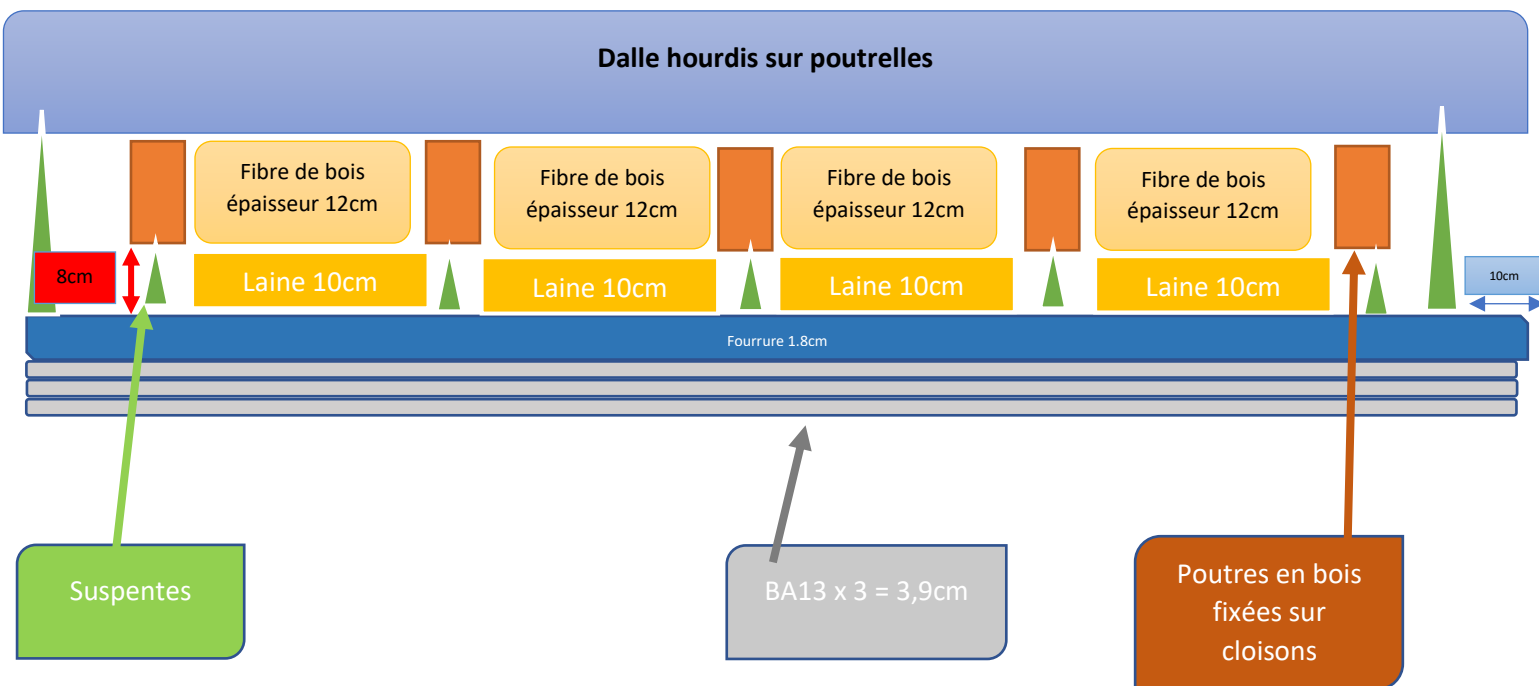 Dalle hourdis sur poutrelles
Fibre de bois
épaisseur 12cm
Fibre de bois
épaisseur 12cm
Fibre de bois
épaisseur 12cm
Fibre de bois
épaisseur 12cm
8cm
Laine 10cm
Laine 10cm
Laine 10cm
Laine 10cm
10cm
Fourrure 1.8cm
Suspentes
BA13 x 3 = 3,9cm
Poutres en bois
fixées sur
cloisons